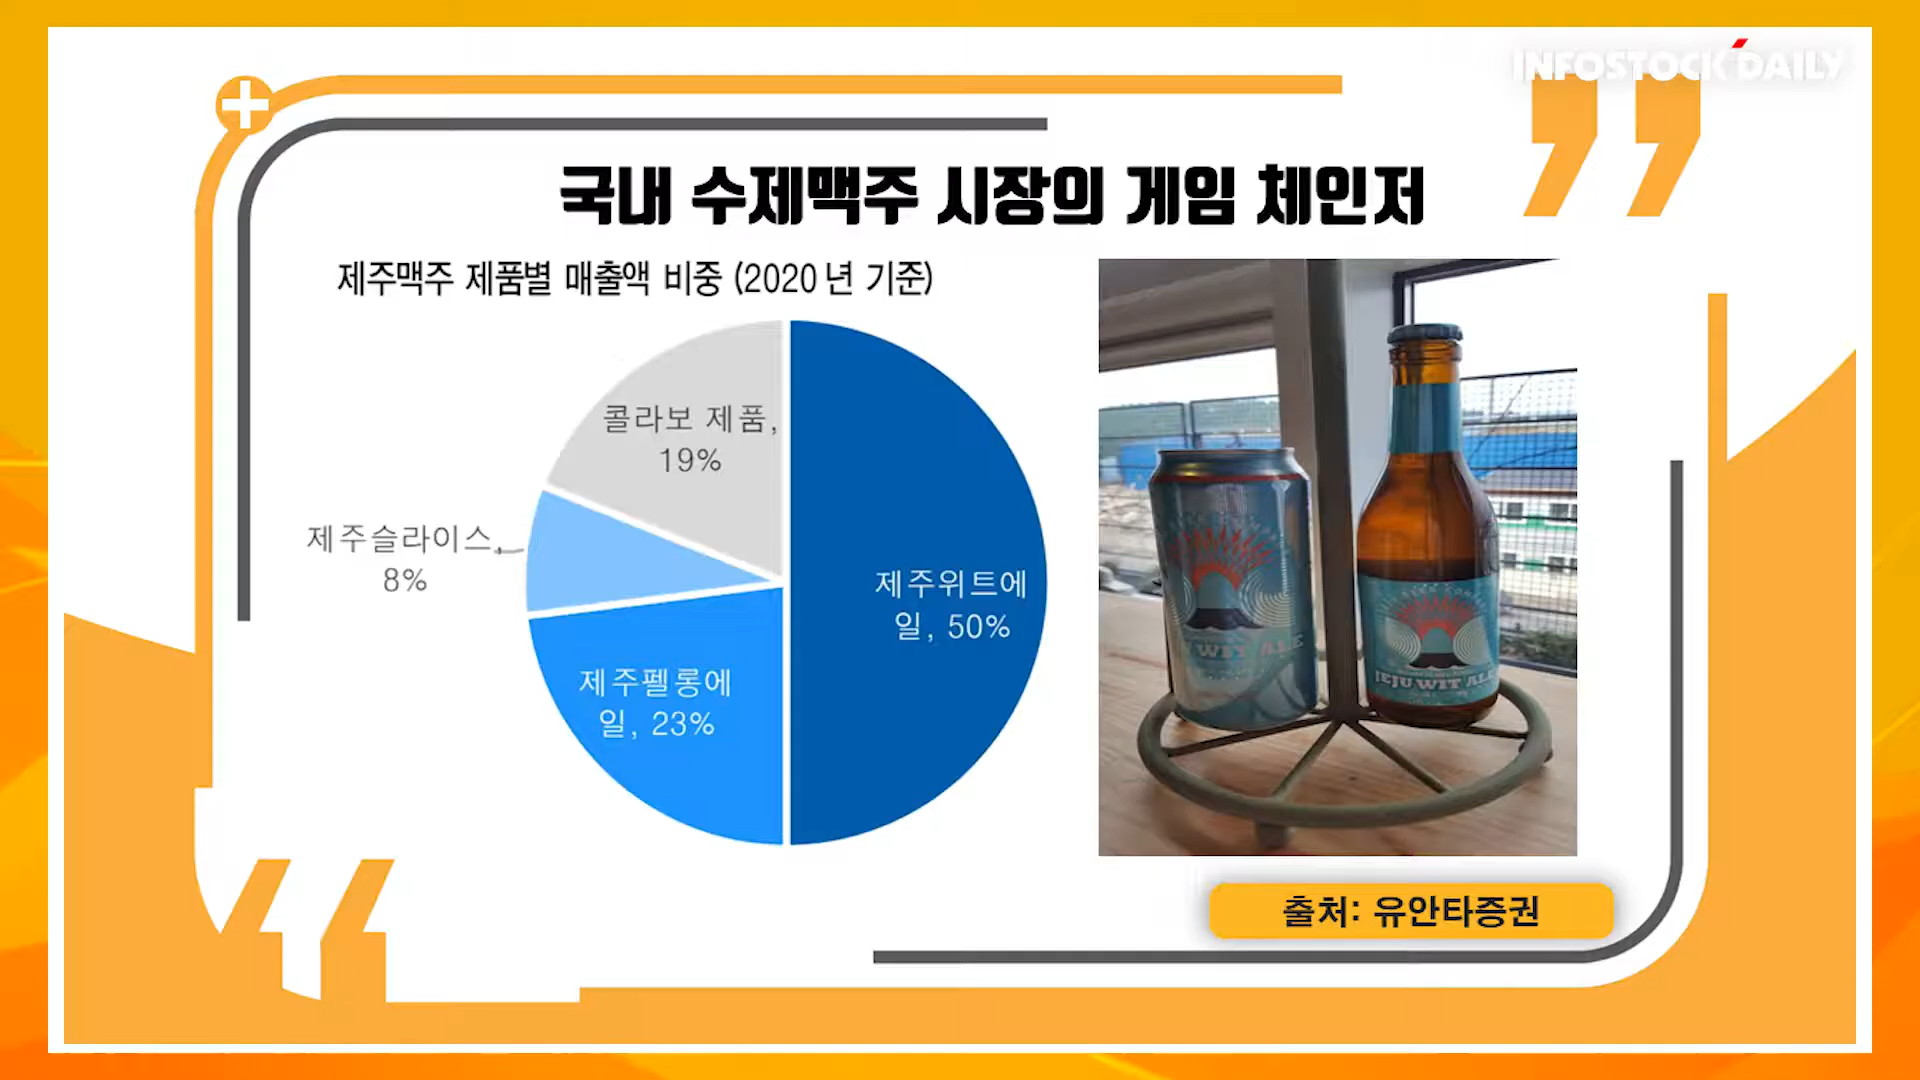 INFOSTOCK DAILY
국내 수제맥주 시장의 게임 체인저
제주맥주 제품별 매출액 비중 (2020년 기준)
콜라보 제품,
19%
제주슬라이스,
8%
제주위트에
일, 50%
제주펠롱에
일, 23%
WIT ALE
JEJU WIT ALE
출처: 유안타증권